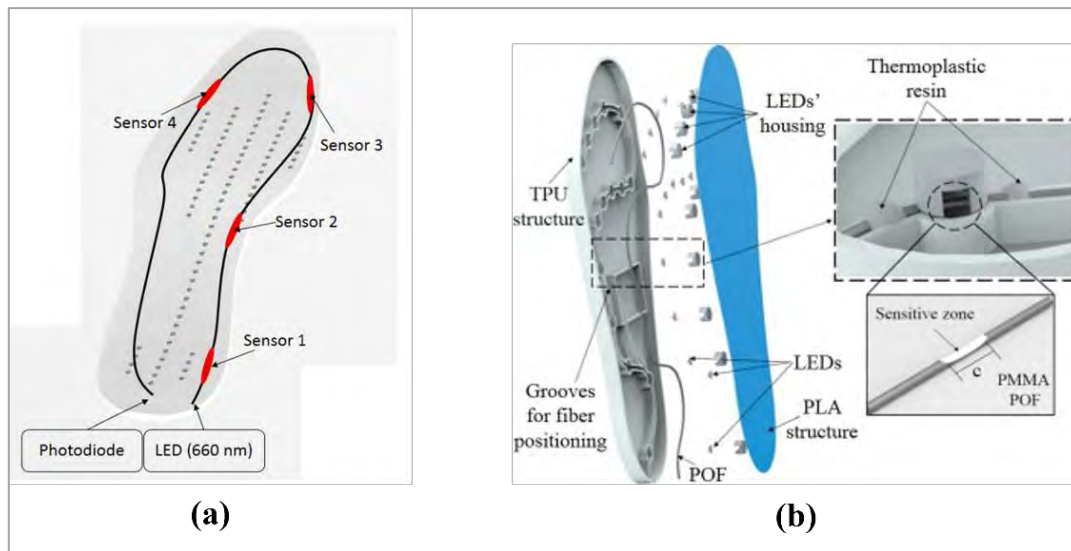 Sensor 4
Sensor 3
Sensor 2
Sensor 1
Photodiode
LED (660 nm)
(a)
Thermoplastic
resin
LEDs'
housing
TPU
structure
Sensitive zone
c
PMMA
POF
LEDs
Grooves
for fiber
positioning
PLA
structure
POF
(b)